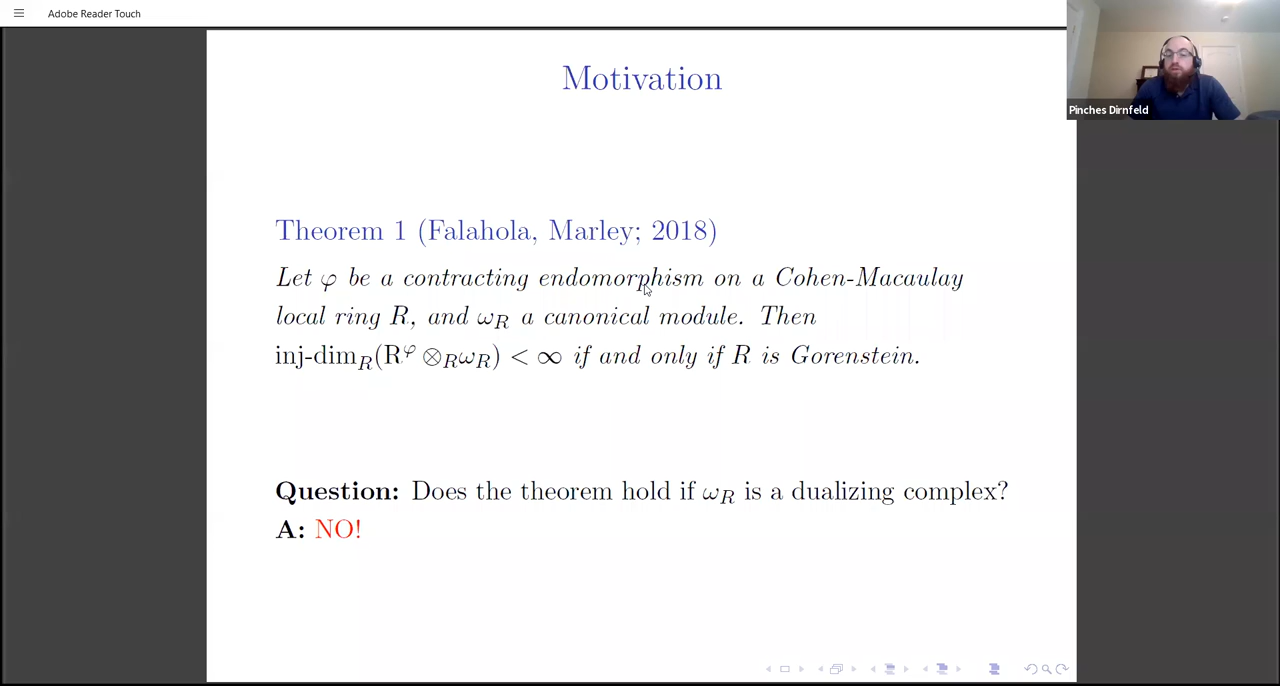 Adobe Reader Touch
Pinches Dirnfeld
Motivation
Theorem 1 (Falahola, Marley; 2018)
Let φ be a contracting endomorphism on a Cohen-Macaulay
local ring R, and ω_R a canonical module. Then
inj-dim_R(R^φ ⊗_R ω_R) < ∞ if and only if R is Gorenstein.
Question: Does the theorem hold if ω_R is a dualizing complex?
A: NO!